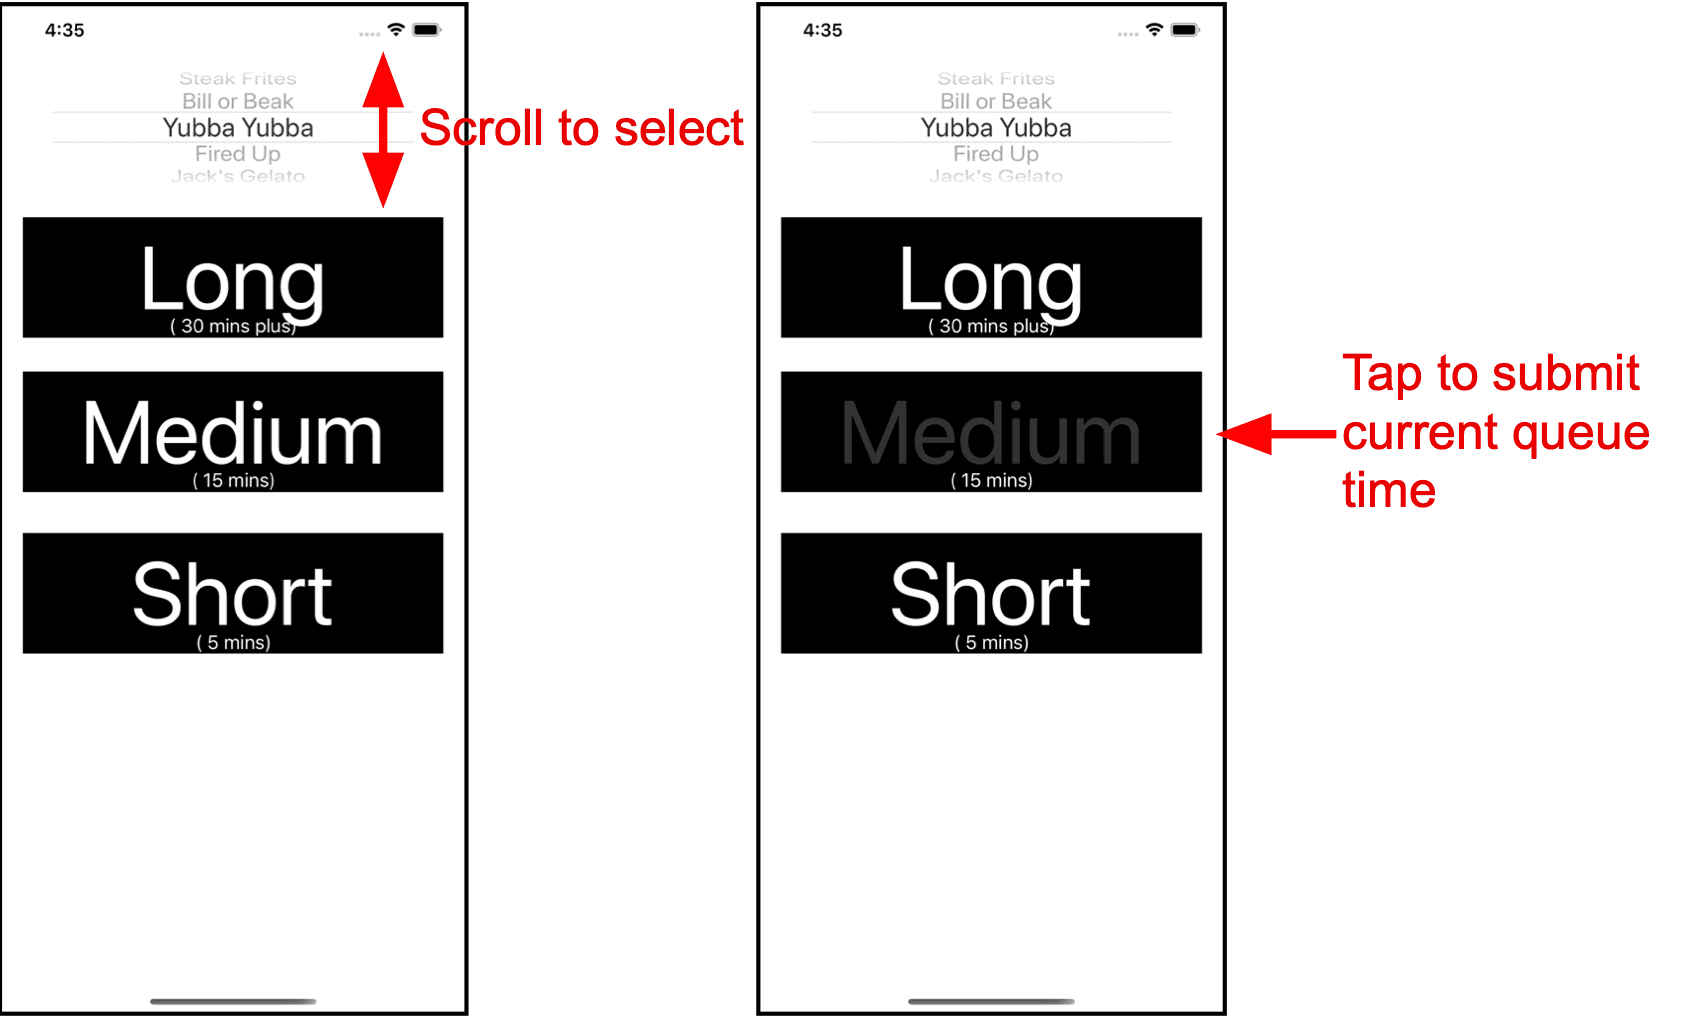 4:35
Steak Frites
Bill or Beak
Yubba Yubba
Fired Up
Jack's Gelato
Scroll to select
Long
( 30 mins plus)
Medium
( 15 mins)
Short
( 5 mins)
4:35
Steak Frites
Bill or Beak
Yubba Yubba
Fired Up
Jack's Gelato
Long
( 30 mins plus)
Medium
( 15 mins)
Short
( 5 mins)
Tap to submit
current queue
time